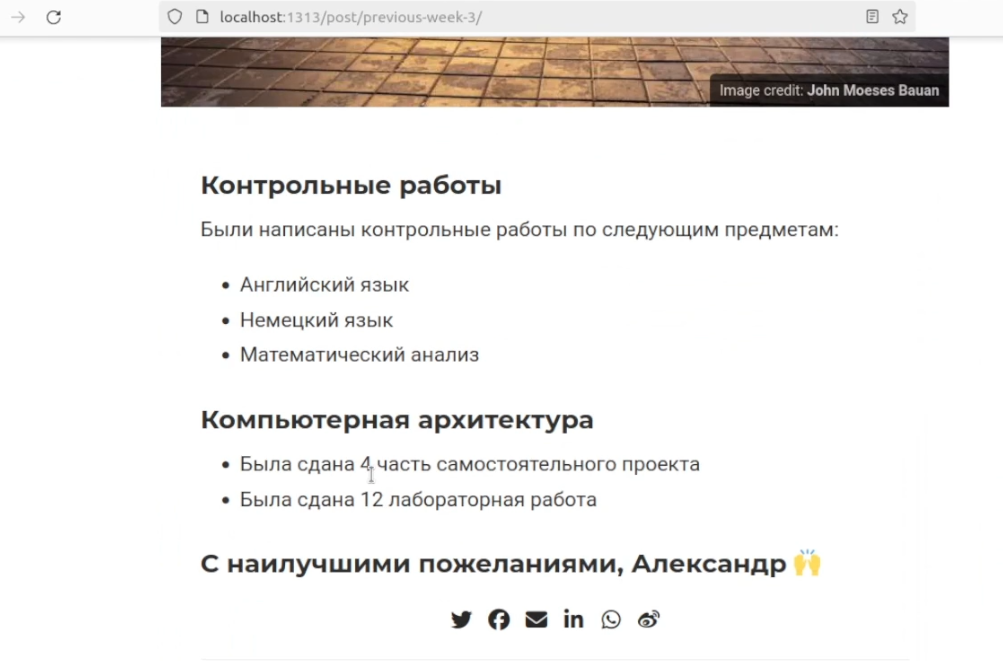 localhost:1313/post/previous-week-3/
Image credit: John Moeses Bauan
Контрольные работы
Были написаны контрольные работы по следующим предметам:
• Английский язык
• Немецкий язык
• Математический анализ
Компьютерная архитектура
• Была сдана 4 часть самостоятельного проекта
• Была сдана 12 лабораторная работа
С наилучшими пожеланиями, Александр 🙌